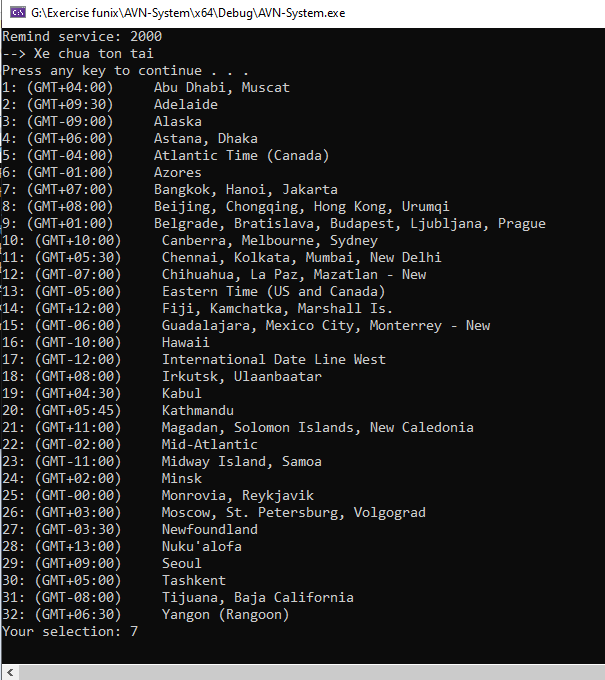 G:\Exercise funix\AVN-System\x64\Debug\AVN-System.exe
Remind service: 2000
--> Xe chua ton tai
Press any key to continue . . .
1: (GMT+04:00)     Abu Dhabi, Muscat
2: (GMT+09:30)     Adelaide
3: (GMT-09:00)     Alaska
4: (GMT+06:00)     Astana, Dhaka
5: (GMT-04:00)     Atlantic Time (Canada)
6: (GMT-01:00)     Azores
7: (GMT+07:00)     Bangkok, Hanoi, Jakarta
8: (GMT+08:00)     Beijing, Chongqing, Hong Kong, Urumqi
9: (GMT+01:00)     Belgrade, Bratislava, Budapest, Ljubljana, Prague
10: (GMT+10:00)     Canberra, Melbourne, Sydney
11: (GMT+05:30)     Chennai, Kolkata, Mumbai, New Delhi
12: (GMT-07:00)     Chihuahua, La Paz, Mazatlan - New
13: (GMT-05:00)     Eastern Time (US and Canada)
14: (GMT+12:00)     Fiji, Kamchatka, Marshall Is.
15: (GMT-06:00)     Guadalajara, Mexico City, Monterrey - New
16: (GMT-10:00)     Hawaii
17: (GMT-12:00)     International Date Line West
18: (GMT+08:00)     Irkutsk, Ulaanbaatar
19: (GMT+04:30)     Kabul
20: (GMT+05:45)     Kathmandu
21: (GMT+11:00)     Magadan, Solomon Islands, New Caledonia
22: (GMT-02:00)     Mid-Atlantic
23: (GMT-11:00)     Midway Island, Samoa
24: (GMT+02:00)     Minsk
25: (GMT-00:00)     Monrovia, Reykjavik
26: (GMT+03:00)     Moscow, St. Petersburg, Volgograd
27: (GMT-03:30)     Newfoundland
28: (GMT+13:00)     Nuku'alofa
29: (GMT+09:00)     Seoul
30: (GMT+05:00)     Tashkent
31: (GMT-08:00)     Tijuana, Baja California
32: (GMT+06:30)     Yangon (Rangoon)
Your selection: 7